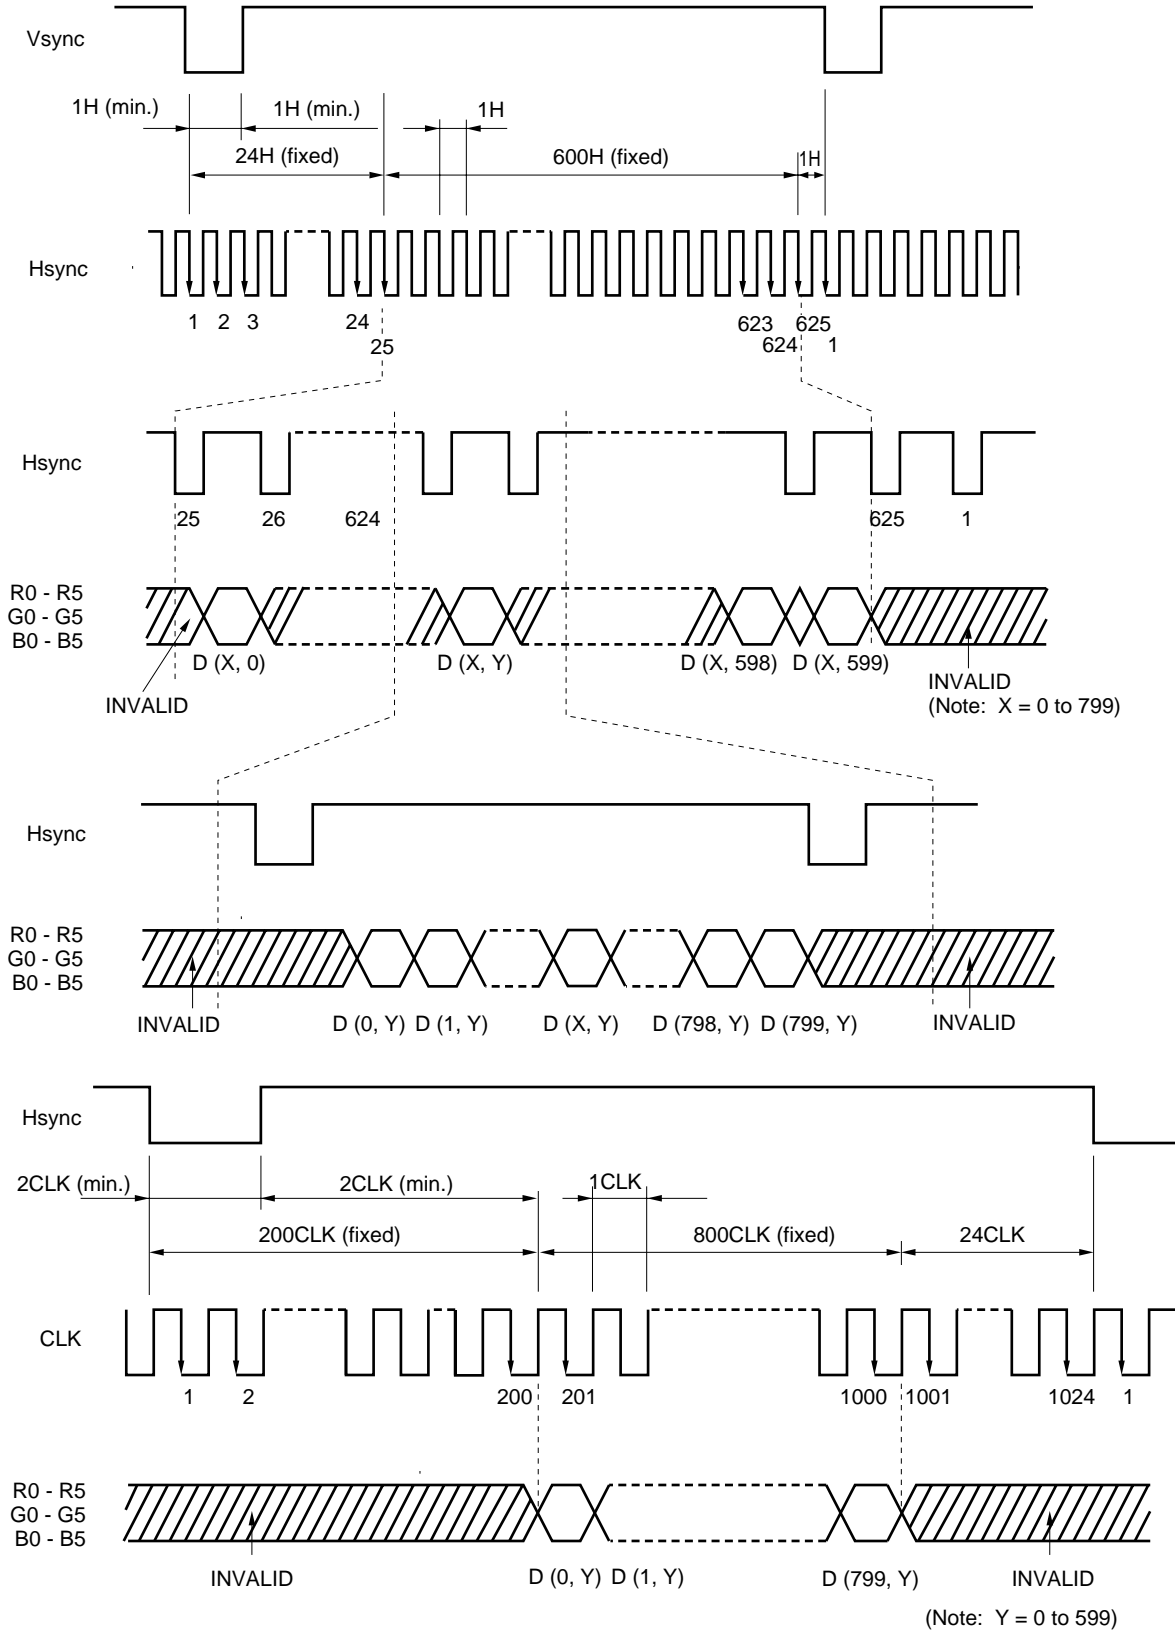 Vsync
1H (min.) 1H (min.) 1H
24H (fixed) 600H (fixed) 1H
Hsync
1 2 3 24 623 625
25 624 1
Hsync
25 26 624 625 1
R0 - R5
G0 - G5
B0 - B5
D (X, 0) D (X, Y) D (X, 598) D (X, 599)
INVALID INVALID
(Note: X = 0 to 799)
Hsync
R0 - R5
G0 - G5
B0 - B5
INVALID D (0, Y) D (1, Y) D (X, Y) D (798, Y) D (799, Y) INVALID
Hsync
2CLK (min.) 2CLK (min.) 1CLK
200CLK (fixed) 800CLK (fixed) 24CLK
CLK
1 2 200 201 1000 1001 1024 1
R0 - R5
G0 - G5
B0 - B5
INVALID D (0, Y) D (1, Y) D (799, Y) INVALID
(Note: Y = 0 to 599)